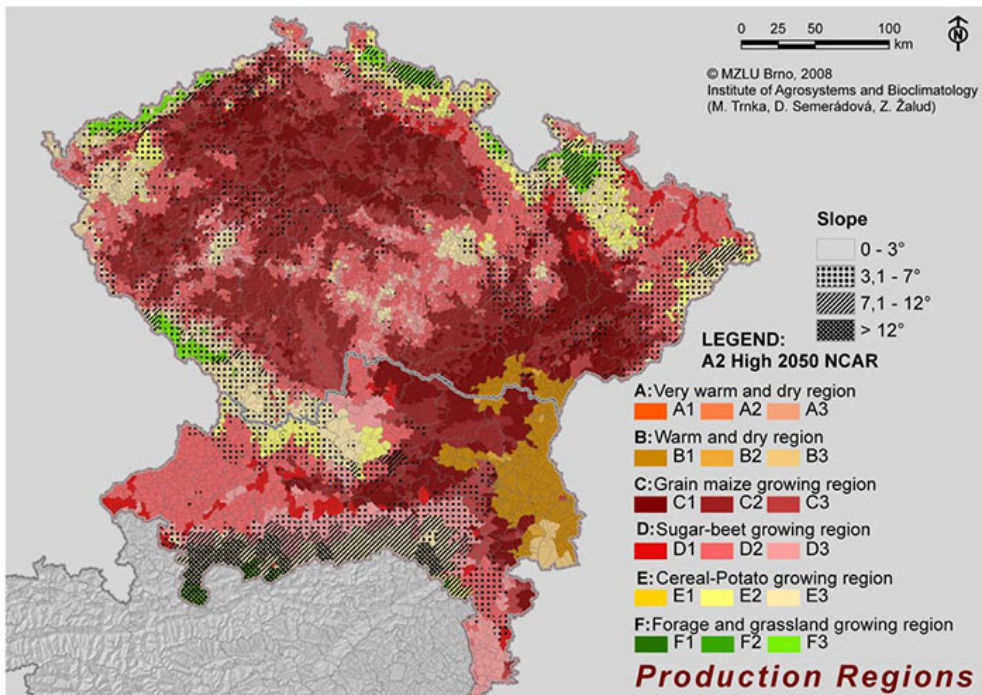 0 25 50 100
km
N
© MZLU Brno, 2008
Institute of Agrosystems and Bioclimatology
(M. Trnka, D. Semerádová, Z. Žalud)
Slope
0 - 3°
3,1 - 7°
7,1 - 12°
> 12°
LEGEND:
A2 High 2050 NCAR
A: Very warm and dry region
A1 A2 A3
B: Warm and dry region
B1 B2 B3
C: Grain maize growing region
C1 C2 C3
D: Sugar-beet growing region
D1 D2 D3
E: Cereal-Potato growing region
E1 E2 E3
F: Forage and grassland growing region
F1 F2 F3
Production Regions